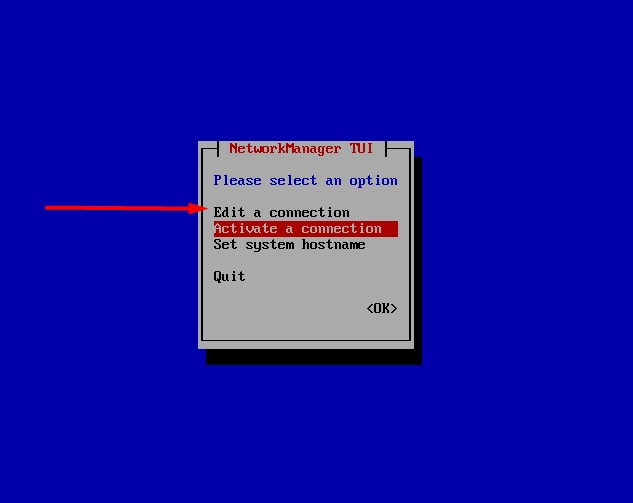 NetworkManager TUI
Please select an option
Edit a connection
Activate a connection
Set system hostname
Quit
<OK>